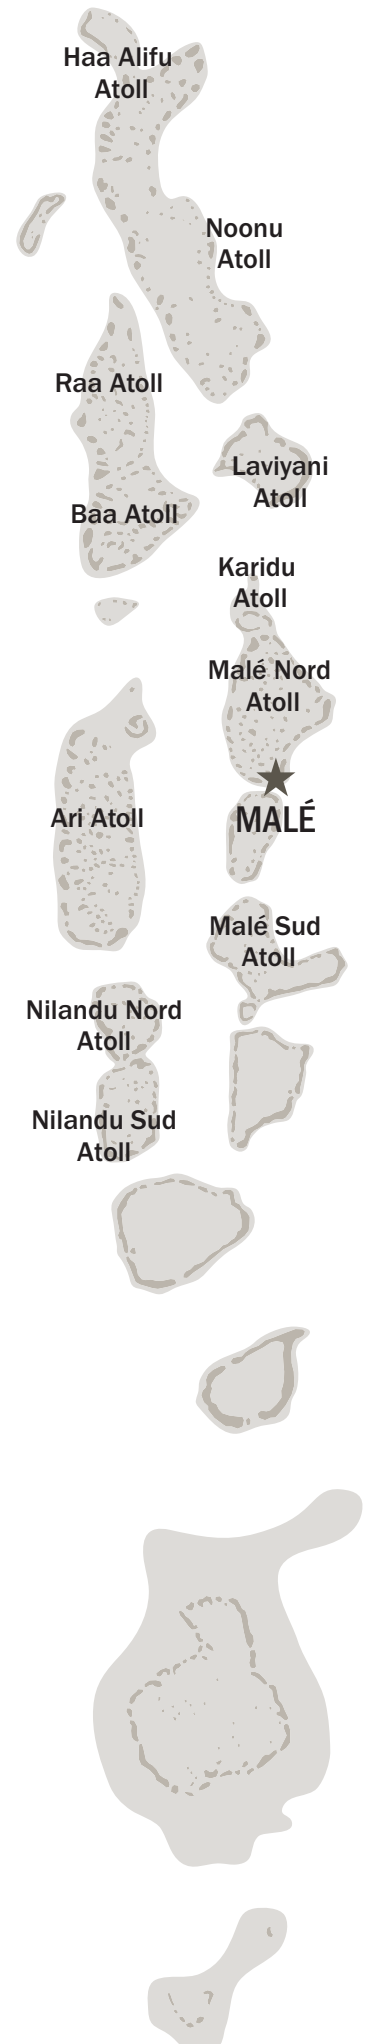 Haa Alifu
Atoll
Noonu
Atoll
Raa Atoll
Laviyani
Atoll
Baa Atoll
Karidu
Atoll
Malé Nord
Atoll
Ari Atoll
MALÉ
Malé Sud
Atoll
Nilandu Nord
Atoll
Nilandu Sud
Atoll